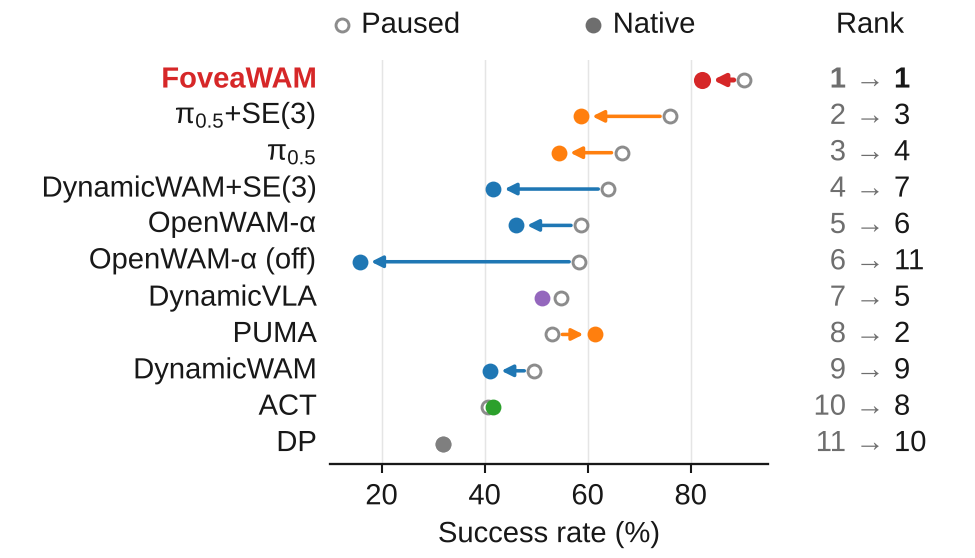 Paused Native Rank
FoveaWAM 1 → 1
π0.5+SE(3) 2 → 3
π0.5 3 → 4
DynamicWAM+SE(3) 4 → 7
OpenWAM-α 5 → 6
OpenWAM-α (off) 6 → 11
DynamicVLA 7 → 5
PUMA 8 → 2
DynamicWAM 9 → 9
ACT 10 → 8
DP 11 → 10
20 40 60 80
Success rate (%)